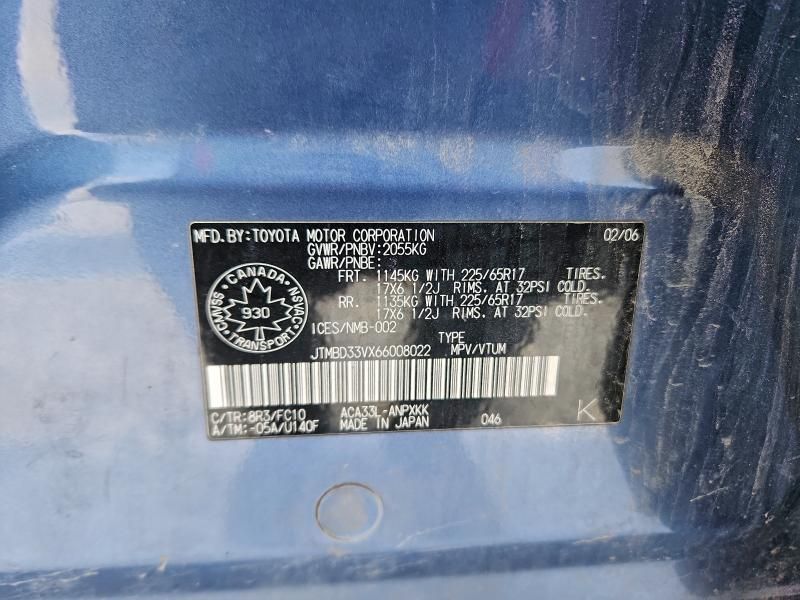 MFD. BY: TOYOTA MOTOR CORPORATION 02/06
GVWR/PNBV: 2055KG
GAWR/PNBE:
FRT. 1145KG WITH 225/65R17 TIRES.
17X6 1/2J RIMS. AT 32PSI COLD.
RR. 1135KG WITH 225/65R17 TIRES.
17X6 1/2J RIMS. AT 32PSI COLD.
ICES/NMB-002
CANADA
CMVSS 930 NSVAC
TRANSPORT
TYPE
JTMBD33VX66008022 MPV/VTUM
C/TR: 8R3/FC10 ACA33L-ANPXKK
A/TM: -05A/U140F MADE IN JAPAN 046 K